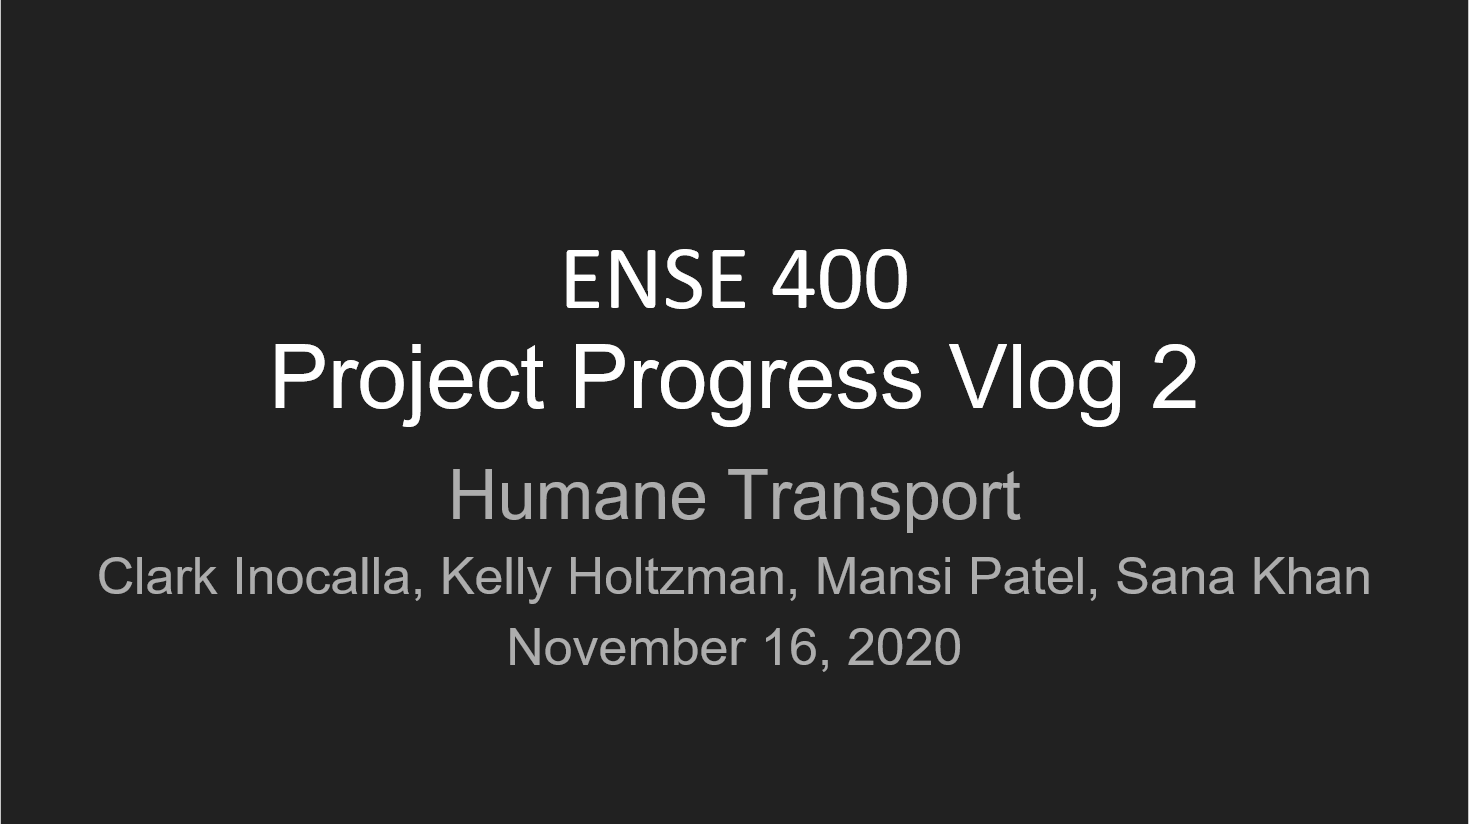 ENSE 400
Project Progress Vlog 2
Humane Transport
Clark Inocalla, Kelly Holtzman, Mansi Patel, Sana Khan
November 16, 2020